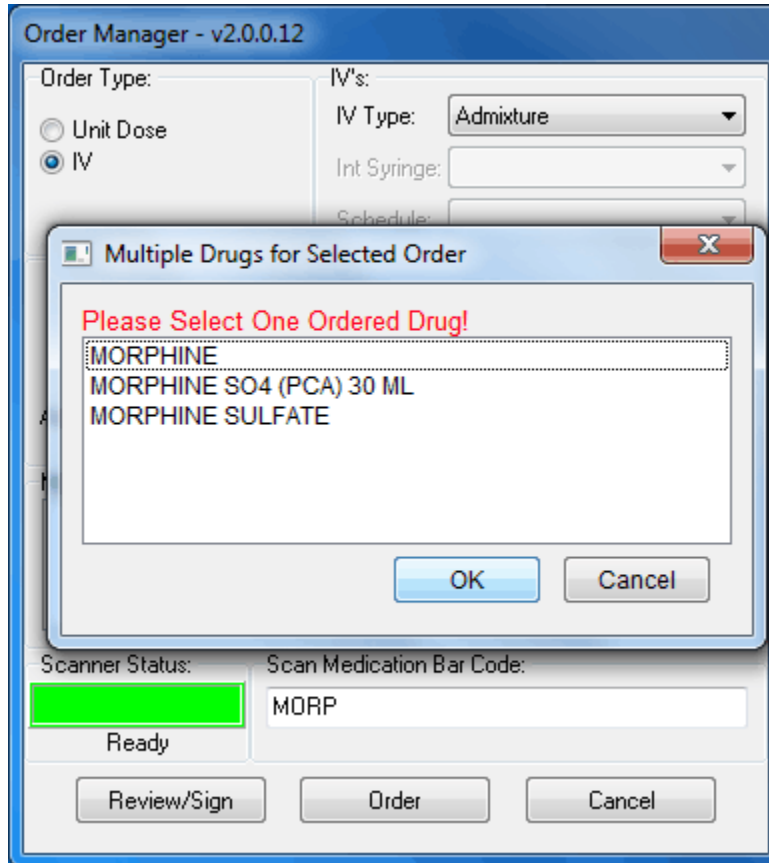 Order Manager - v2.0.0.12
Order Type:
Unit Dose
IV
IV's:
IV Type: Admixture
Int Syringe:
Schedule:
Multiple Drugs for Selected Order
Please Select One Ordered Drug!
MORPHINE
MORPHINE SO4 (PCA) 30 ML
MORPHINE SULFATE
OK Cancel
Scanner Status:
Ready
Scan Medication Bar Code:
MORP
Review/Sign Order Cancel